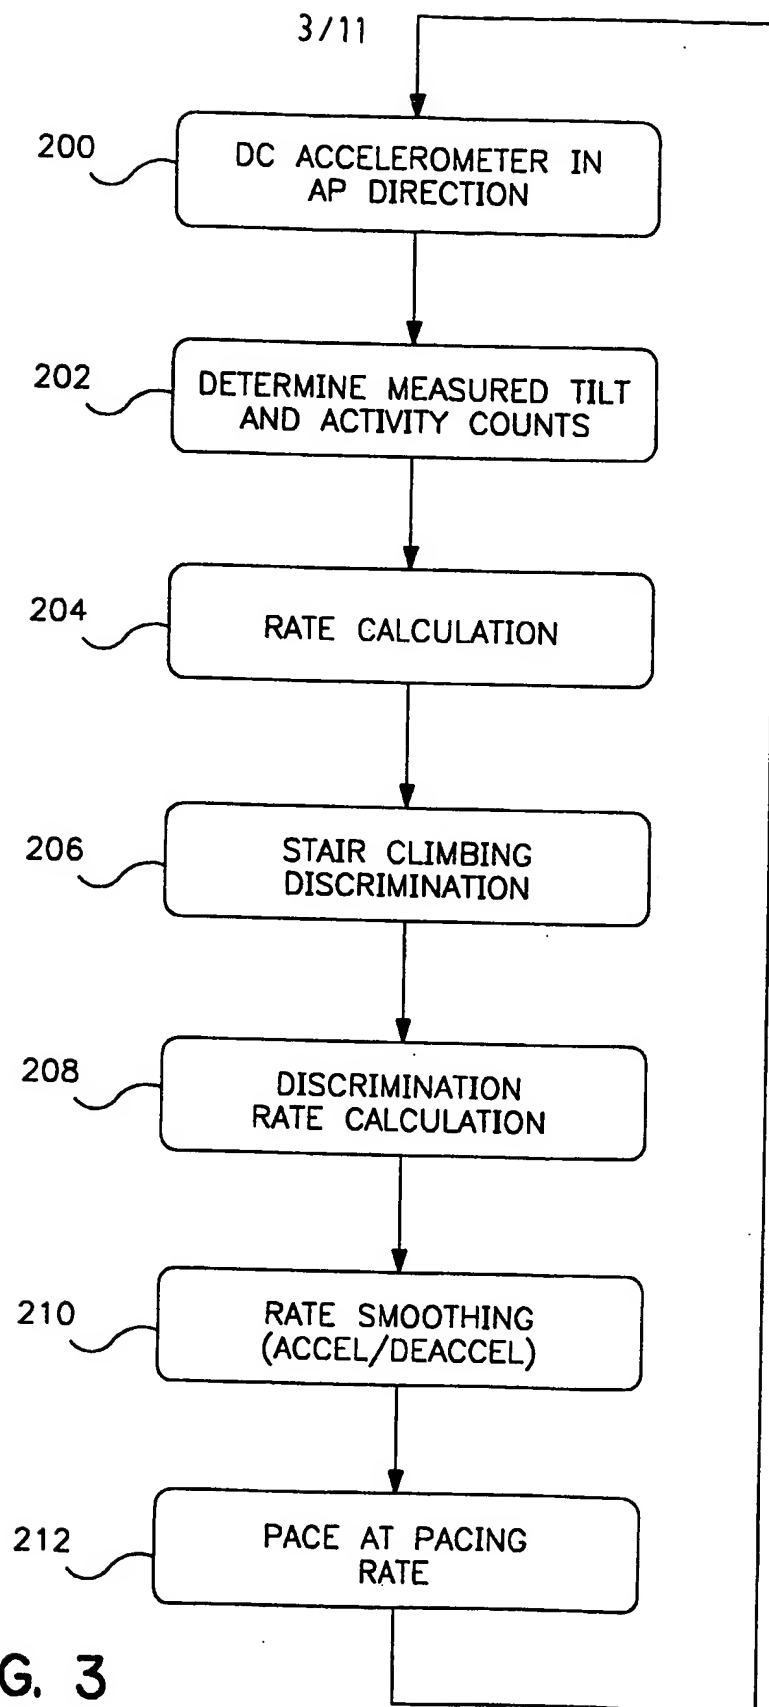 3/11
200
DC ACCELEROMETER IN
AP DIRECTION
202
DETERMINE MEASURED TILT
AND ACTIVITY COUNTS
204
RATE CALCULATION
206
STAIR CLIMBING
DISCRIMINATION
208
DISCRIMINATION
RATE CALCULATION
210
RATE SMOOTHING
(ACCEL/DEACCEL)
212
PACE AT PACING
RATE
G. 3